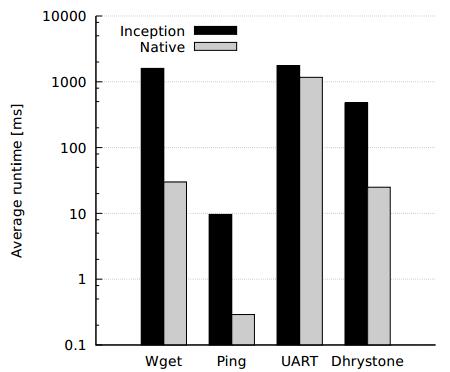 10000
1000
100
10
1
0.1
Average runtime [ms]
Inception
Native
Wget Ping UART Dhrystone